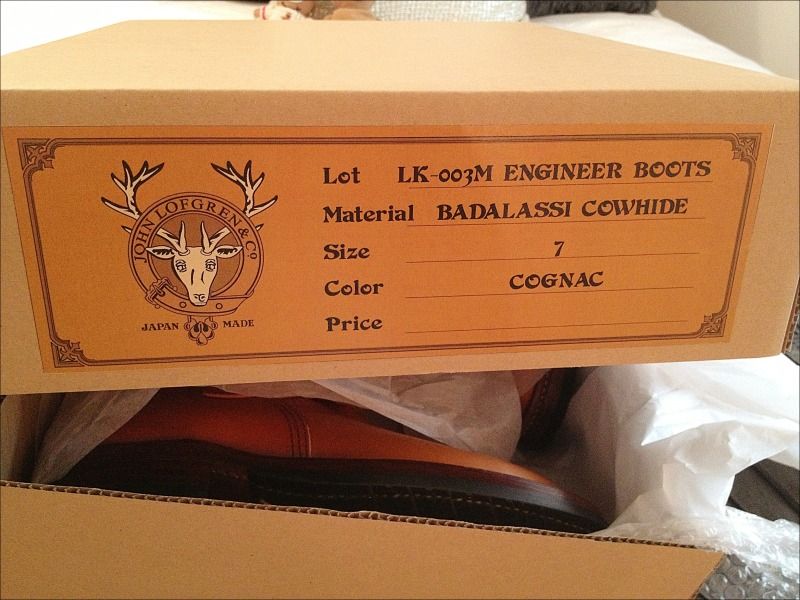 JOHN LOFGREN & Co.
JAPAN MADE
Lot LK-003M ENGINEER BOOTS
Material BADALASSI COWHIDE
Size 7
Color COGNAC
Price